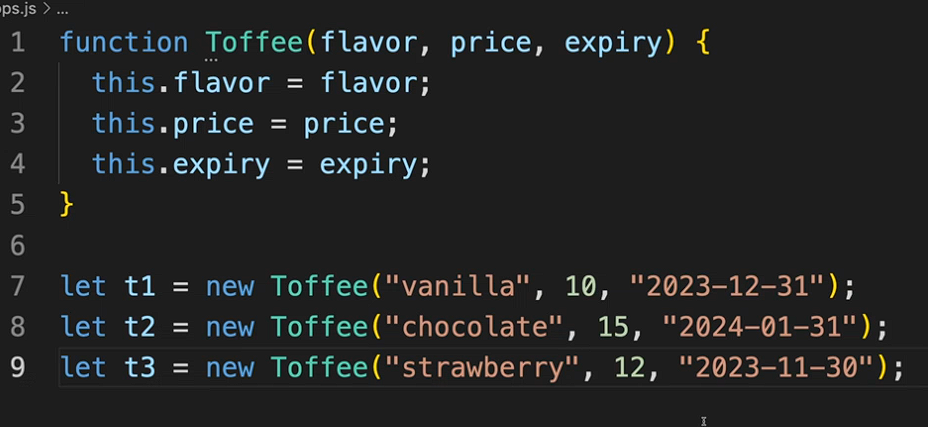 ps.js > ...
1 function Toffee(flavor, price, expiry) {
2 this.flavor = flavor;
3 this.price = price;
4 this.expiry = expiry;
5 }
6
7 let t1 = new Toffee("vanilla", 10, "2023-12-31");
8 let t2 = new Toffee("chocolate", 15, "2024-01-31");
9 let t3 = new Toffee("strawberry", 12, "2023-11-30");